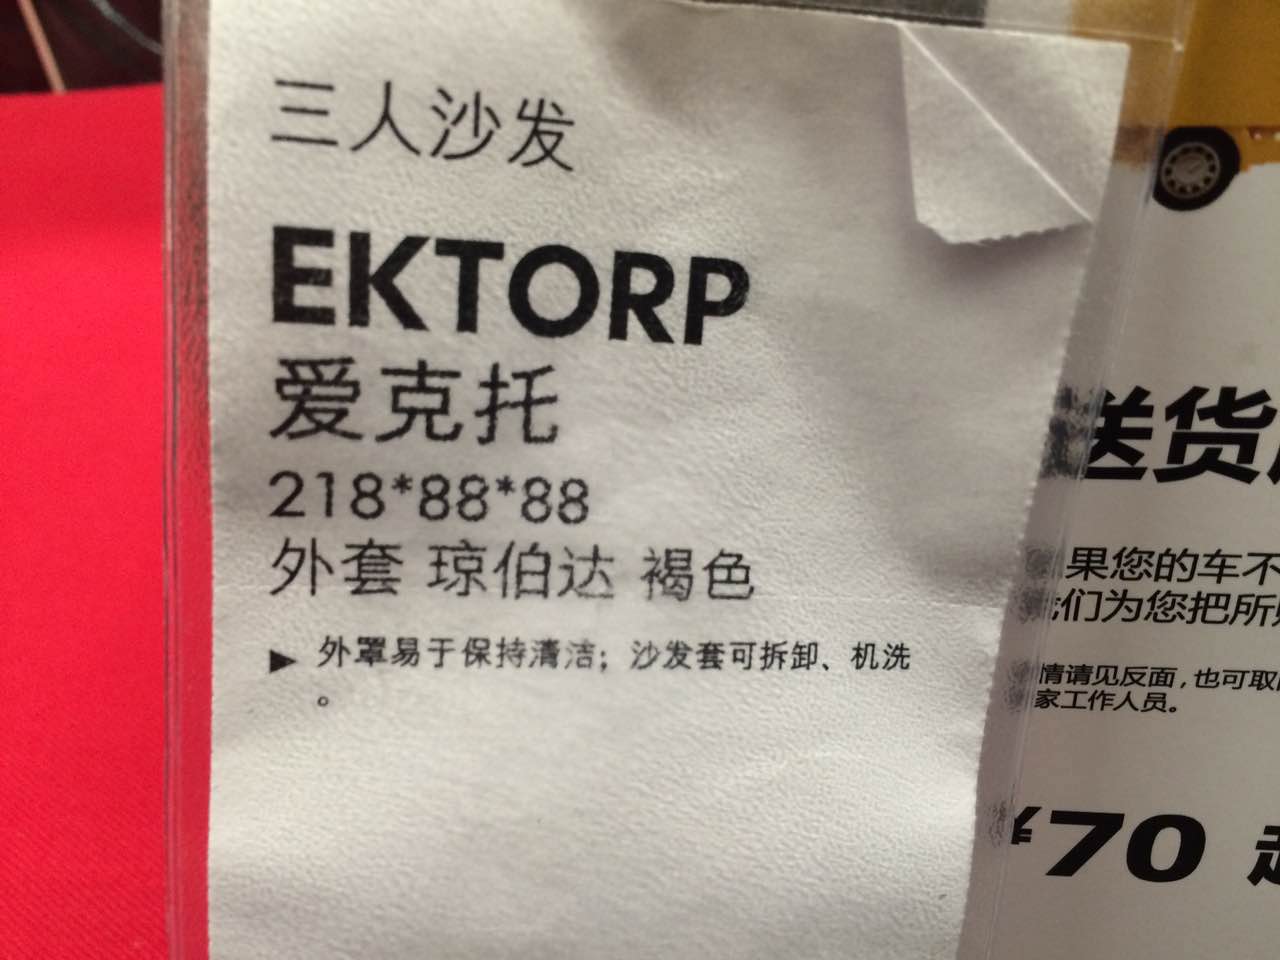 三人沙发
EKTORP
爱克托
218*88*88
外套 琼伯达 褐色
► 外罩易于保持清洁；沙发套可拆卸、机洗
。
送货
果您的车不
们为您把所
情请见反面，也可取
家工作人员。
¥70 起